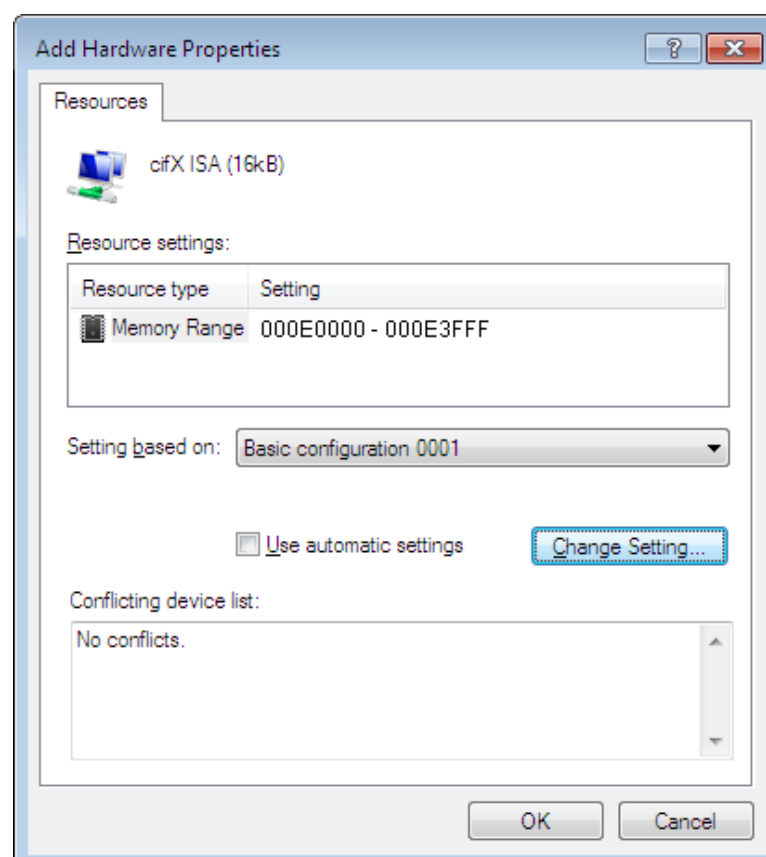 Add Hardware Properties
Resources
cifX ISA (16kB)
Resource settings:
Resource type Setting
Memory Range 000E0000 - 000E3FFF
Setting based on: Basic configuration 0001
Use automatic settings Change Setting...
Conflicting device list:
No conflicts.
OK Cancel